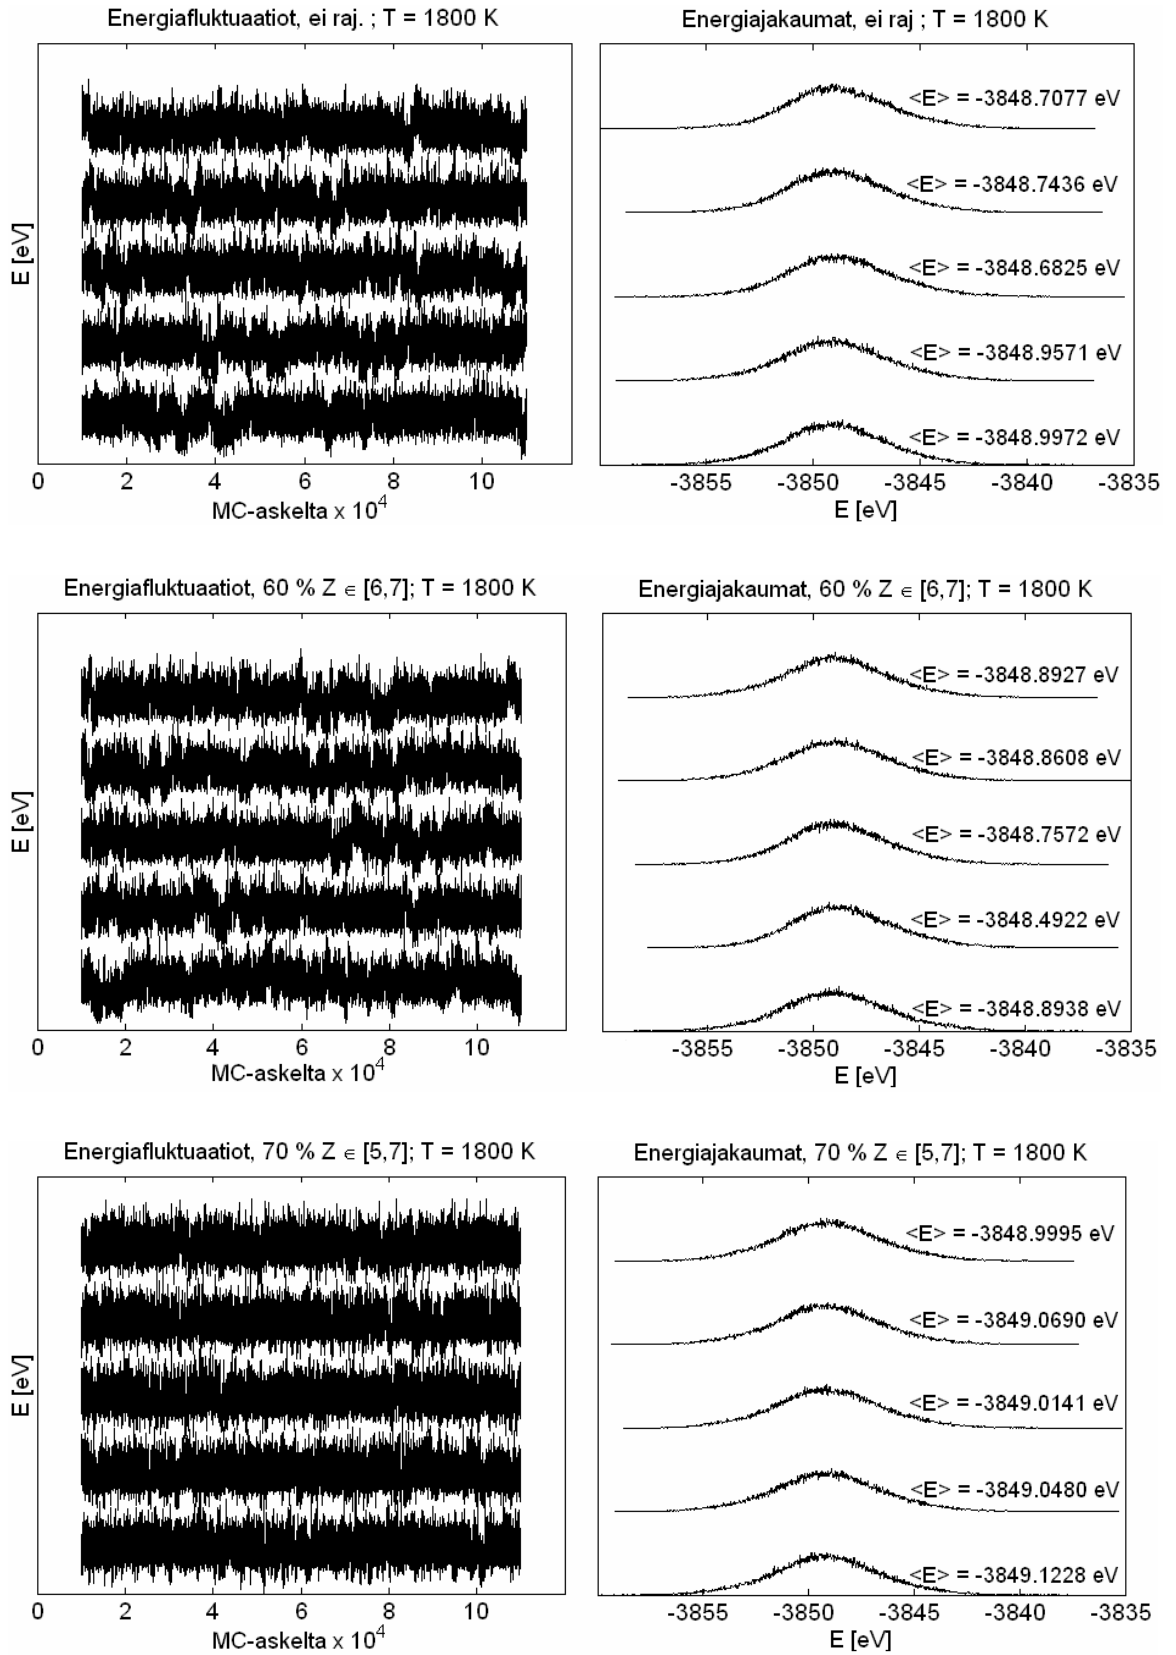 Energiafluktuaatiot, ei raj. ; T = 1800 K
E [eV]
0 2 4 6 8 10
MC-askelta x 10^4
Energiajakaumat, ei raj ; T = 1800 K
<E> = -3848.7077 eV
<E> = -3848.7436 eV
<E> = -3848.6825 eV
<E> = -3848.9571 eV
<E> = -3848.9972 eV
-3855 -3850 -3845 -3840 -3835
E [eV]
Energiafluktuaatiot, 60 % Z ∈ [6,7]; T = 1800 K
E [eV]
0 2 4 6 8 10
MC-askelta x 10^4
Energiajakaumat, 60 % Z ∈ [6,7]; T = 1800 K
<E> = -3848.8927 eV
<E> = -3848.8608 eV
<E> = -3848.7572 eV
<E> = -3848.4922 eV
<E> = -3848.8938 eV
-3855 -3850 -3845 -3840 -3835
E [eV]
Energiafluktuaatiot, 70 % Z ∈ [5,7]; T = 1800 K
E [eV]
0 2 4 6 8 10
MC-askelta x 10^4
Energiajakaumat, 70 % Z ∈ [5,7]; T = 1800 K
<E> = -3848.9995 eV
<E> = -3849.0690 eV
<E> = -3849.0141 eV
<E> = -3849.0480 eV
<E> = -3849.1228 eV
-3855 -3850 -3845 -3840 -3835
E [eV]